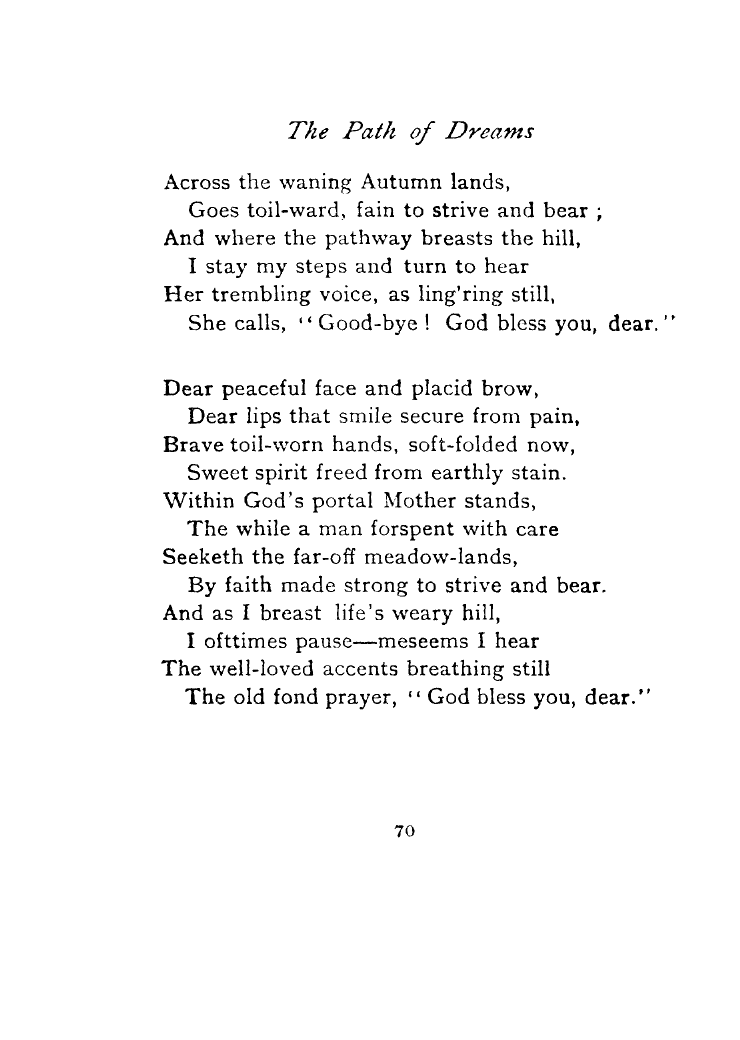 The Path of Dreams
Across the waning Autumn lands,
Goes toil-ward, fain to strive and bear ;
And where the pathway breasts the hill,
I stay my steps and turn to hear
Her trembling voice, as ling'ring still,
She calls, "Good-bye ! God bless you, dear."
Dear peaceful face and placid brow,
Dear lips that smile secure from pain,
Brave toil-worn hands, soft-folded now,
Sweet spirit freed from earthly stain.
Within God's portal Mother stands,
The while a man forspent with care
Seeketh the far-off meadow-lands,
By faith made strong to strive and bear.
And as I breast life's weary hill,
I ofttimes pause—meseems I hear
The well-loved accents breathing still
The old fond prayer, "God bless you, dear."
70